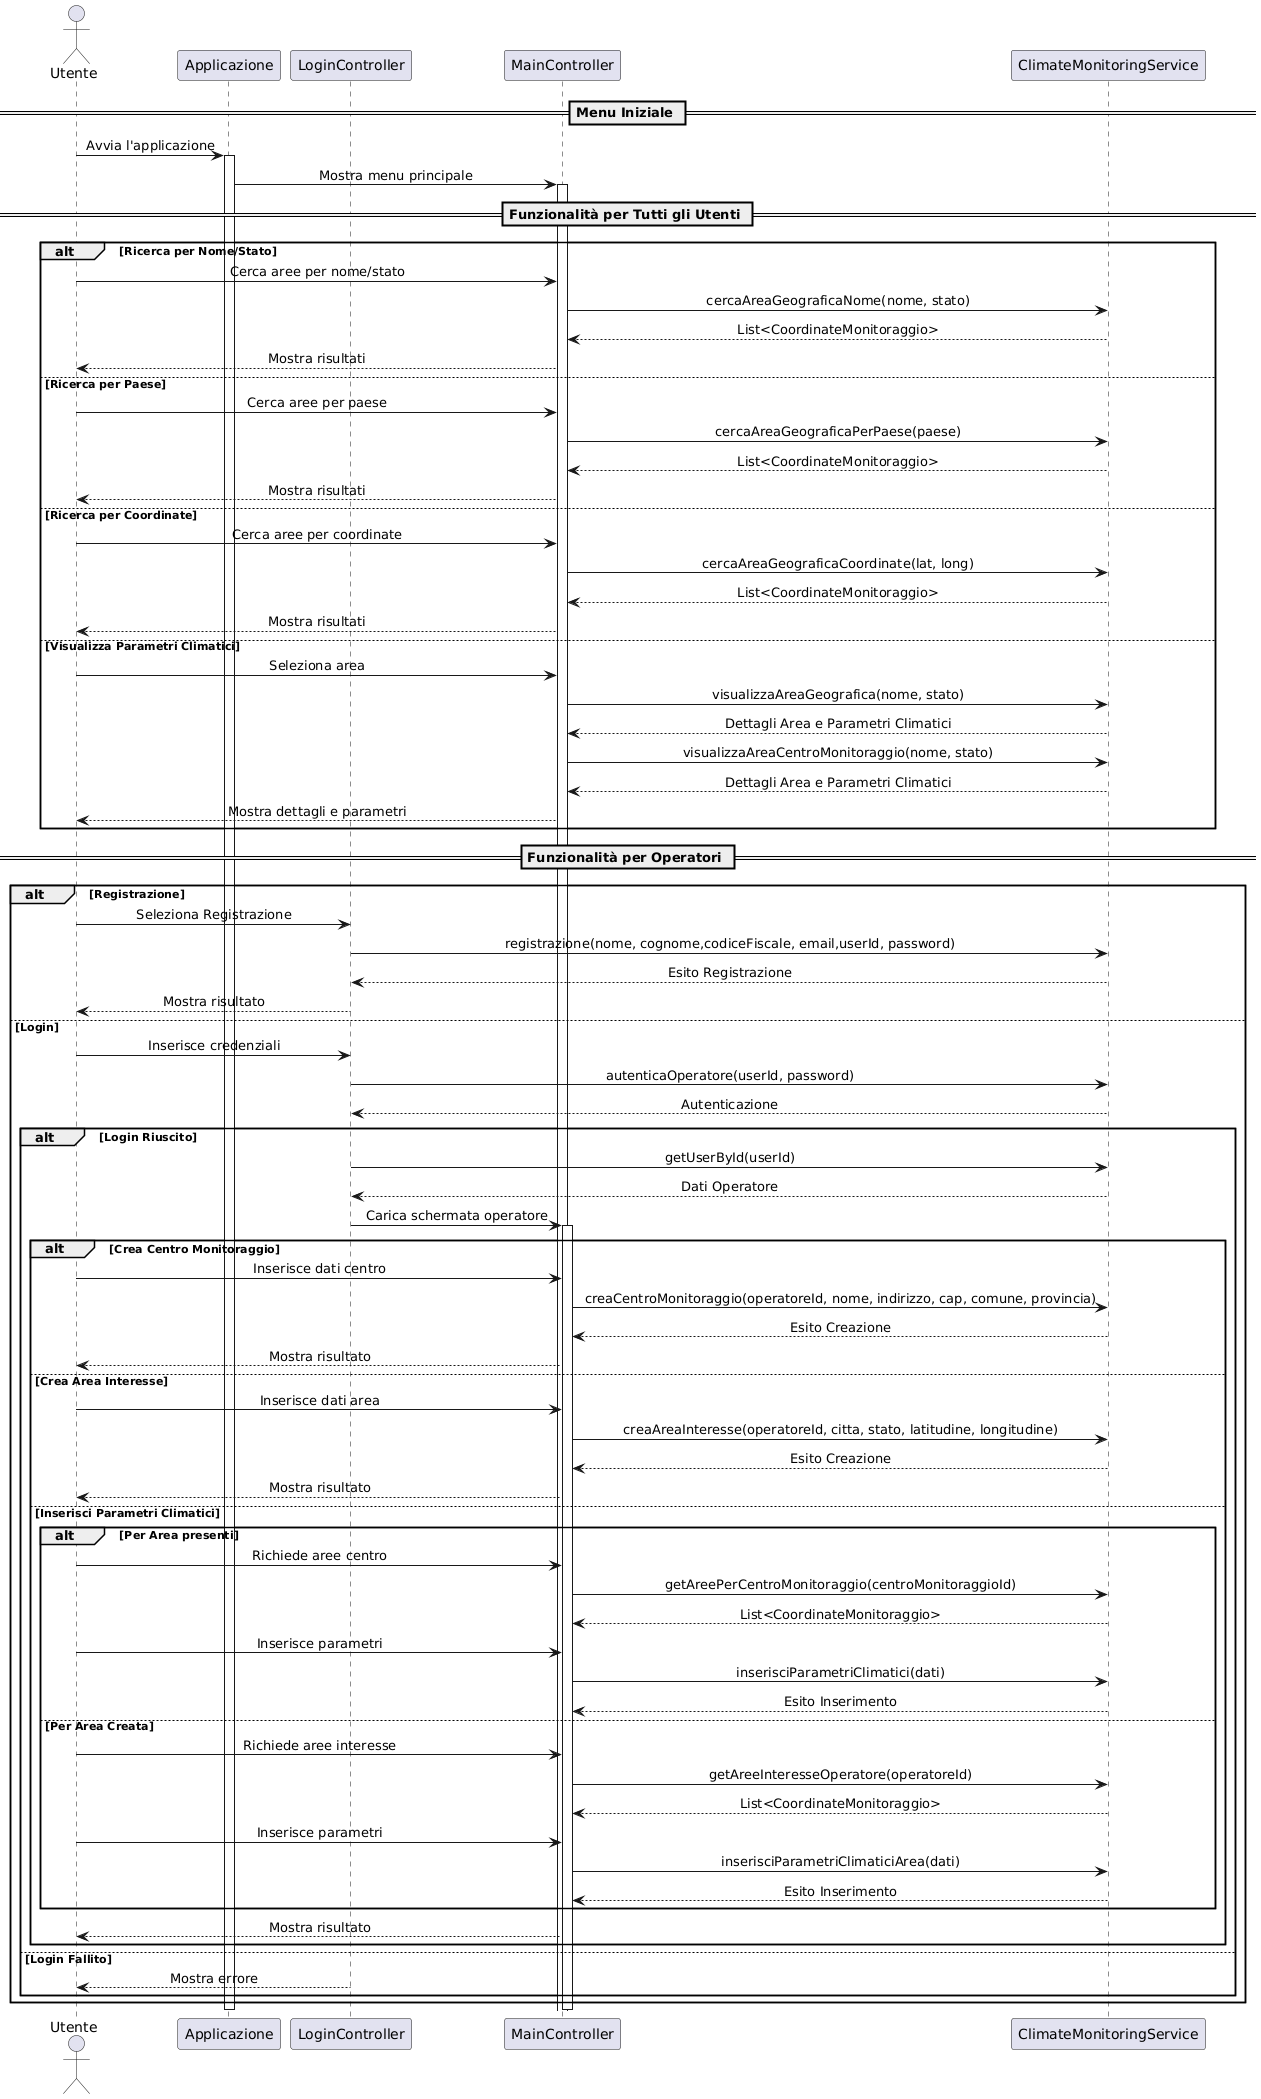 Utente
Applicazione
LoginController
MainController
ClimateMonitoringService
Menu Iniziale
Avvia l'applicazione
Mostra menu principale
Funzionalità per Tutti gli Utenti
alt [Ricerca per Nome/Stato]
Cerca aree per nome/stato
cercaAreaGeograficaNome(nome, stato)
List<CoordinateMonitoraggio>
Mostra risultati
[Ricerca per Paese]
Cerca aree per paese
cercaAreaGeograficaPerPaese(paese)
List<CoordinateMonitoraggio>
Mostra risultati
[Ricerca per Coordinate]
Cerca aree per coordinate
cercaAreaGeograficaCoordinate(lat, long)
List<CoordinateMonitoraggio>
Mostra risultati
[Visualizza Parametri Climatici]
Seleziona area
visualizzaAreaGeografica(nome, stato)
Dettagli Area e Parametri Climatici
visualizzaAreaCentroMonitoraggio(nome, stato)
Dettagli Area e Parametri Climatici
Mostra dettagli e parametri
Funzionalità per Operatori
alt [Registrazione]
Seleziona Registrazione
registrazione(nome, cognome,codiceFiscale, email,userId, password)
Esito Registrazione
Mostra risultato
[Login]
Inserisce credenziali
autenticaOperatore(userId, password)
Autenticazione
alt [Login Riuscito]
getUserById(userId)
Dati Operatore
Carica schermata operatore
alt [Crea Centro Monitoraggio]
Inserisce dati centro
creaCentroMonitoraggio(operatoreId, nome, indirizzo, cap, comune, provincia)
Esito Creazione
Mostra risultato
[Crea Area Interesse]
Inserisce dati area
creaAreaInteresse(operatoreId, citta, stato, latitudine, longitudine)
Esito Creazione
Mostra risultato
[Inserisci Parametri Climatici]
alt [Per Area presenti]
Richiede aree centro
getAreePerCentroMonitoraggio(centroMonitoraggioId)
List<CoordinateMonitoraggio>
Inserisce parametri
inserisciParametriClimatici(dati)
Esito Inserimento
[Per Area Creata]
Richiede aree interesse
getAreeInteresseOperatore(operatoreId)
List<CoordinateMonitoraggio>
Inserisce parametri
inserisciParametriClimaticiArea(dati)
Esito Inserimento
Mostra risultato
[Login Fallito]
Mostra errore
Utente
Applicazione
LoginController
MainController
ClimateMonitoringService